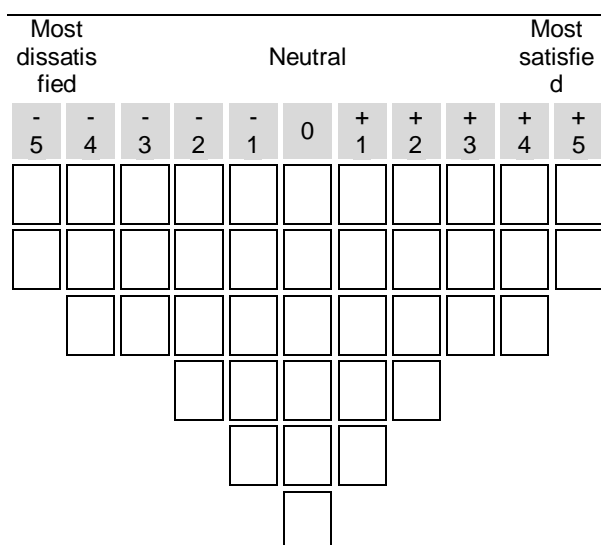 Most
dissatis
fied
Neutral
Most
satisfie
d
- - - - - 0 + + + + +
5 4 3 2 1 1 2 3 4 5